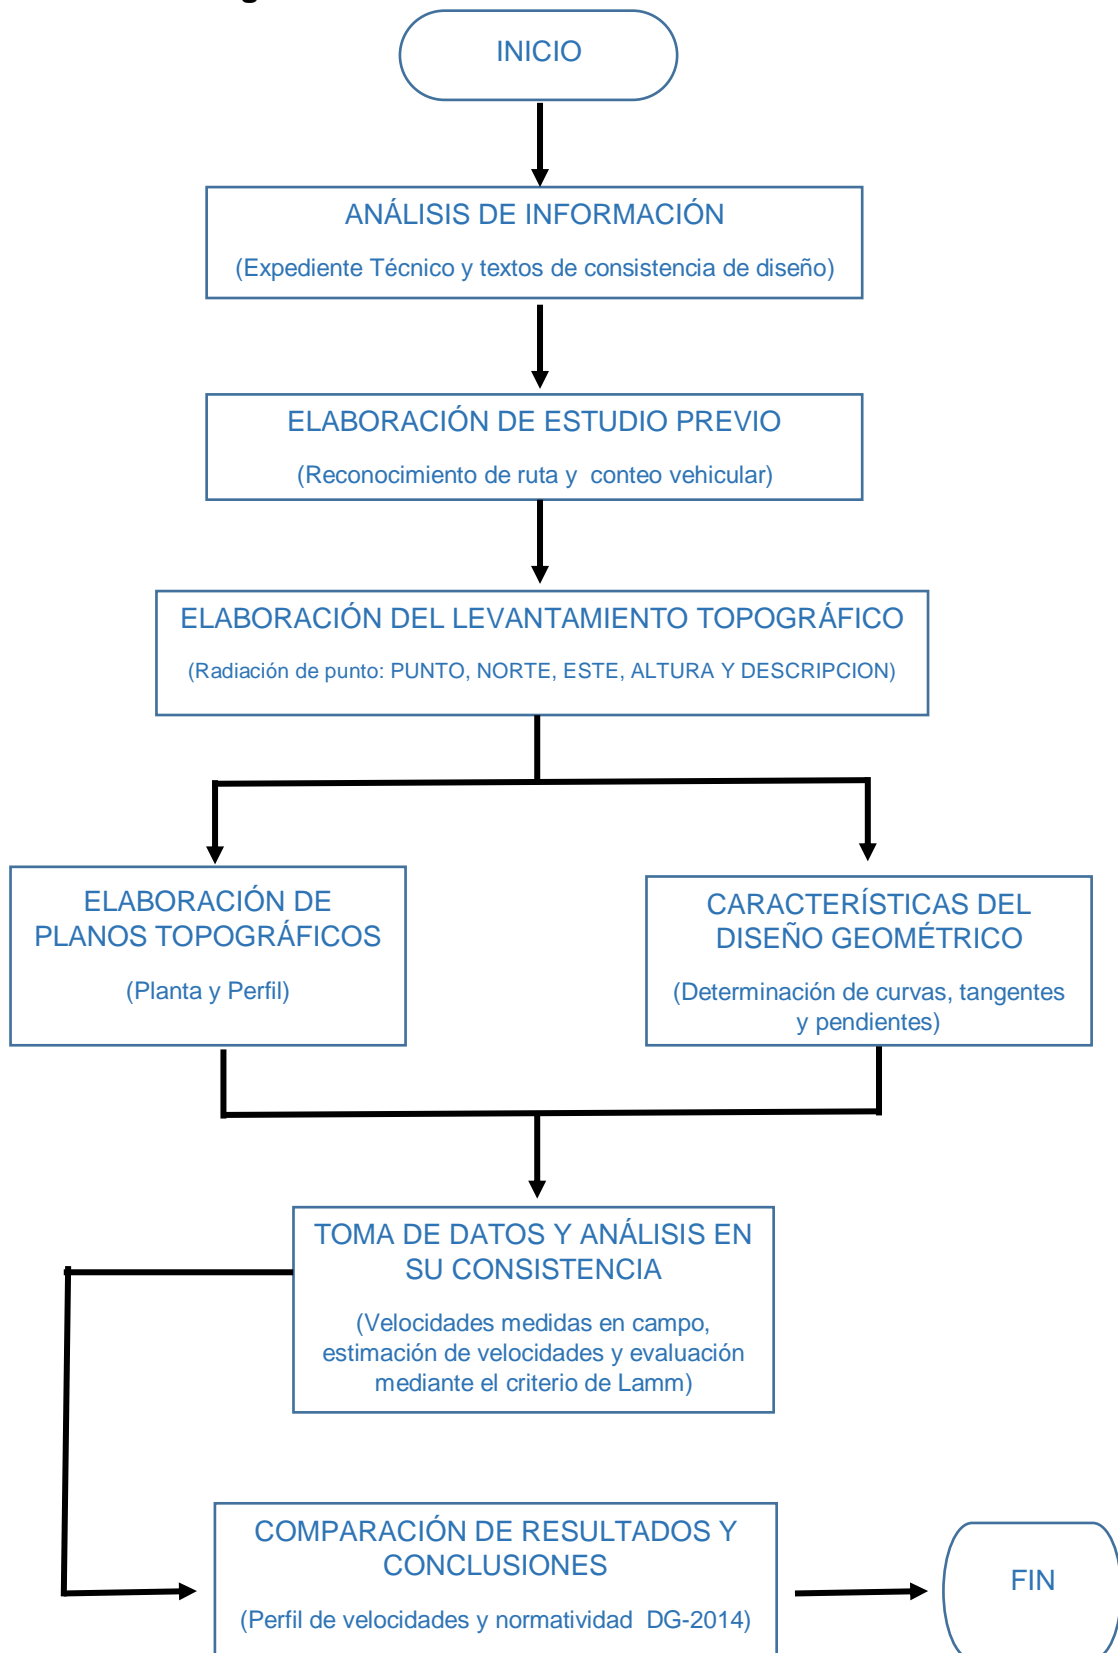 INICIO
ANÁLISIS DE INFORMACIÓN
(Expediente Técnico y textos de consistencia de diseño)
ELABORACIÓN DE ESTUDIO PREVIO
(Reconocimiento de ruta y conteo vehicular)
ELABORACIÓN DEL LEVANTAMIENTO TOPOGRÁFICO
(Radiación de punto: PUNTO, NORTE, ESTE, ALTURA Y DESCRIPCION)
ELABORACIÓN DE
PLANOS TOPOGRÁFICOS
(Planta y Perfil)
CARACTERÍSTICAS DEL
DISEÑO GEOMÉTRICO
(Determinación de curvas, tangentes
y pendientes)
TOMA DE DATOS Y ANÁLISIS EN
SU CONSISTENCIA
(Velocidades medidas en campo,
estimación de velocidades y evaluación
mediante el criterio de Lamm)
COMPARACIÓN DE RESULTADOS Y
CONCLUSIONES
(Perfil de velocidades y normatividad DG-2014)
FIN